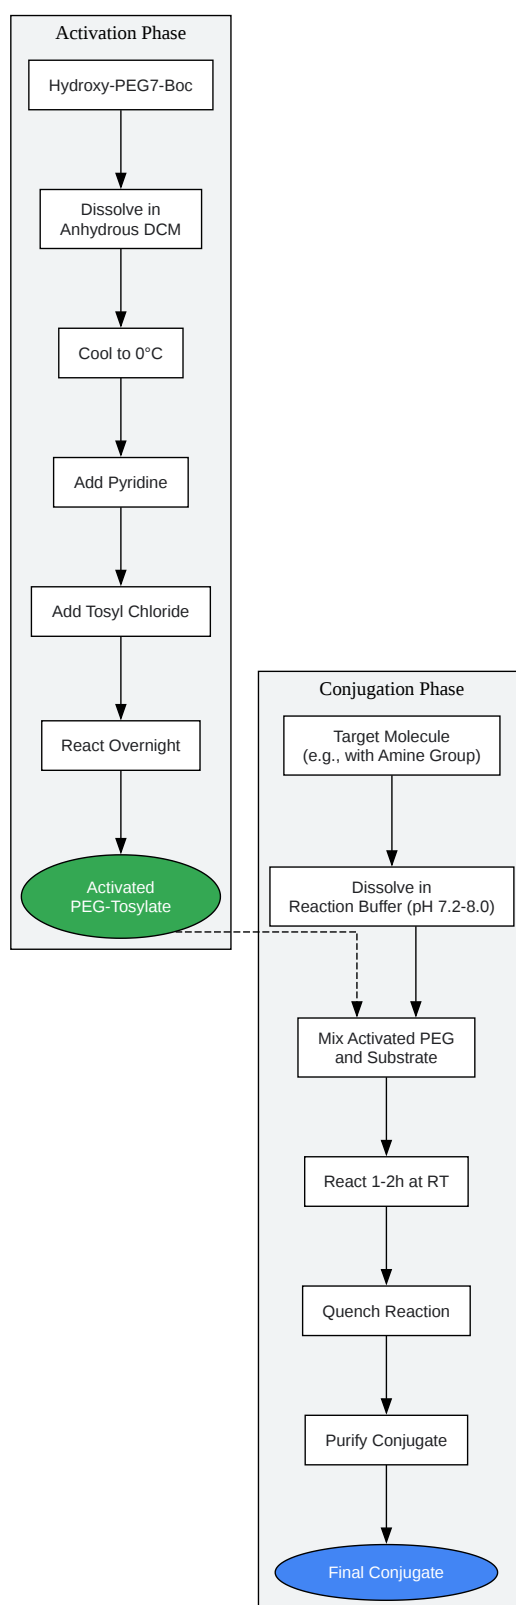 Activation Phase
Hydroxy-PEG7-Boc
Dissolve in
Anhydrous DCM
Cool to 0°C
Add Pyridine
Add Tosyl Chloride
React Overnight
Activated
PEG-Tosylate
Conjugation Phase
Target Molecule
(e.g., with Amine Group)
Dissolve in
Reaction Buffer (pH 7.2-8.0)
Mix Activated PEG
and Substrate
React 1-2h at RT
Quench Reaction
Purify Conjugate
Final Conjugate